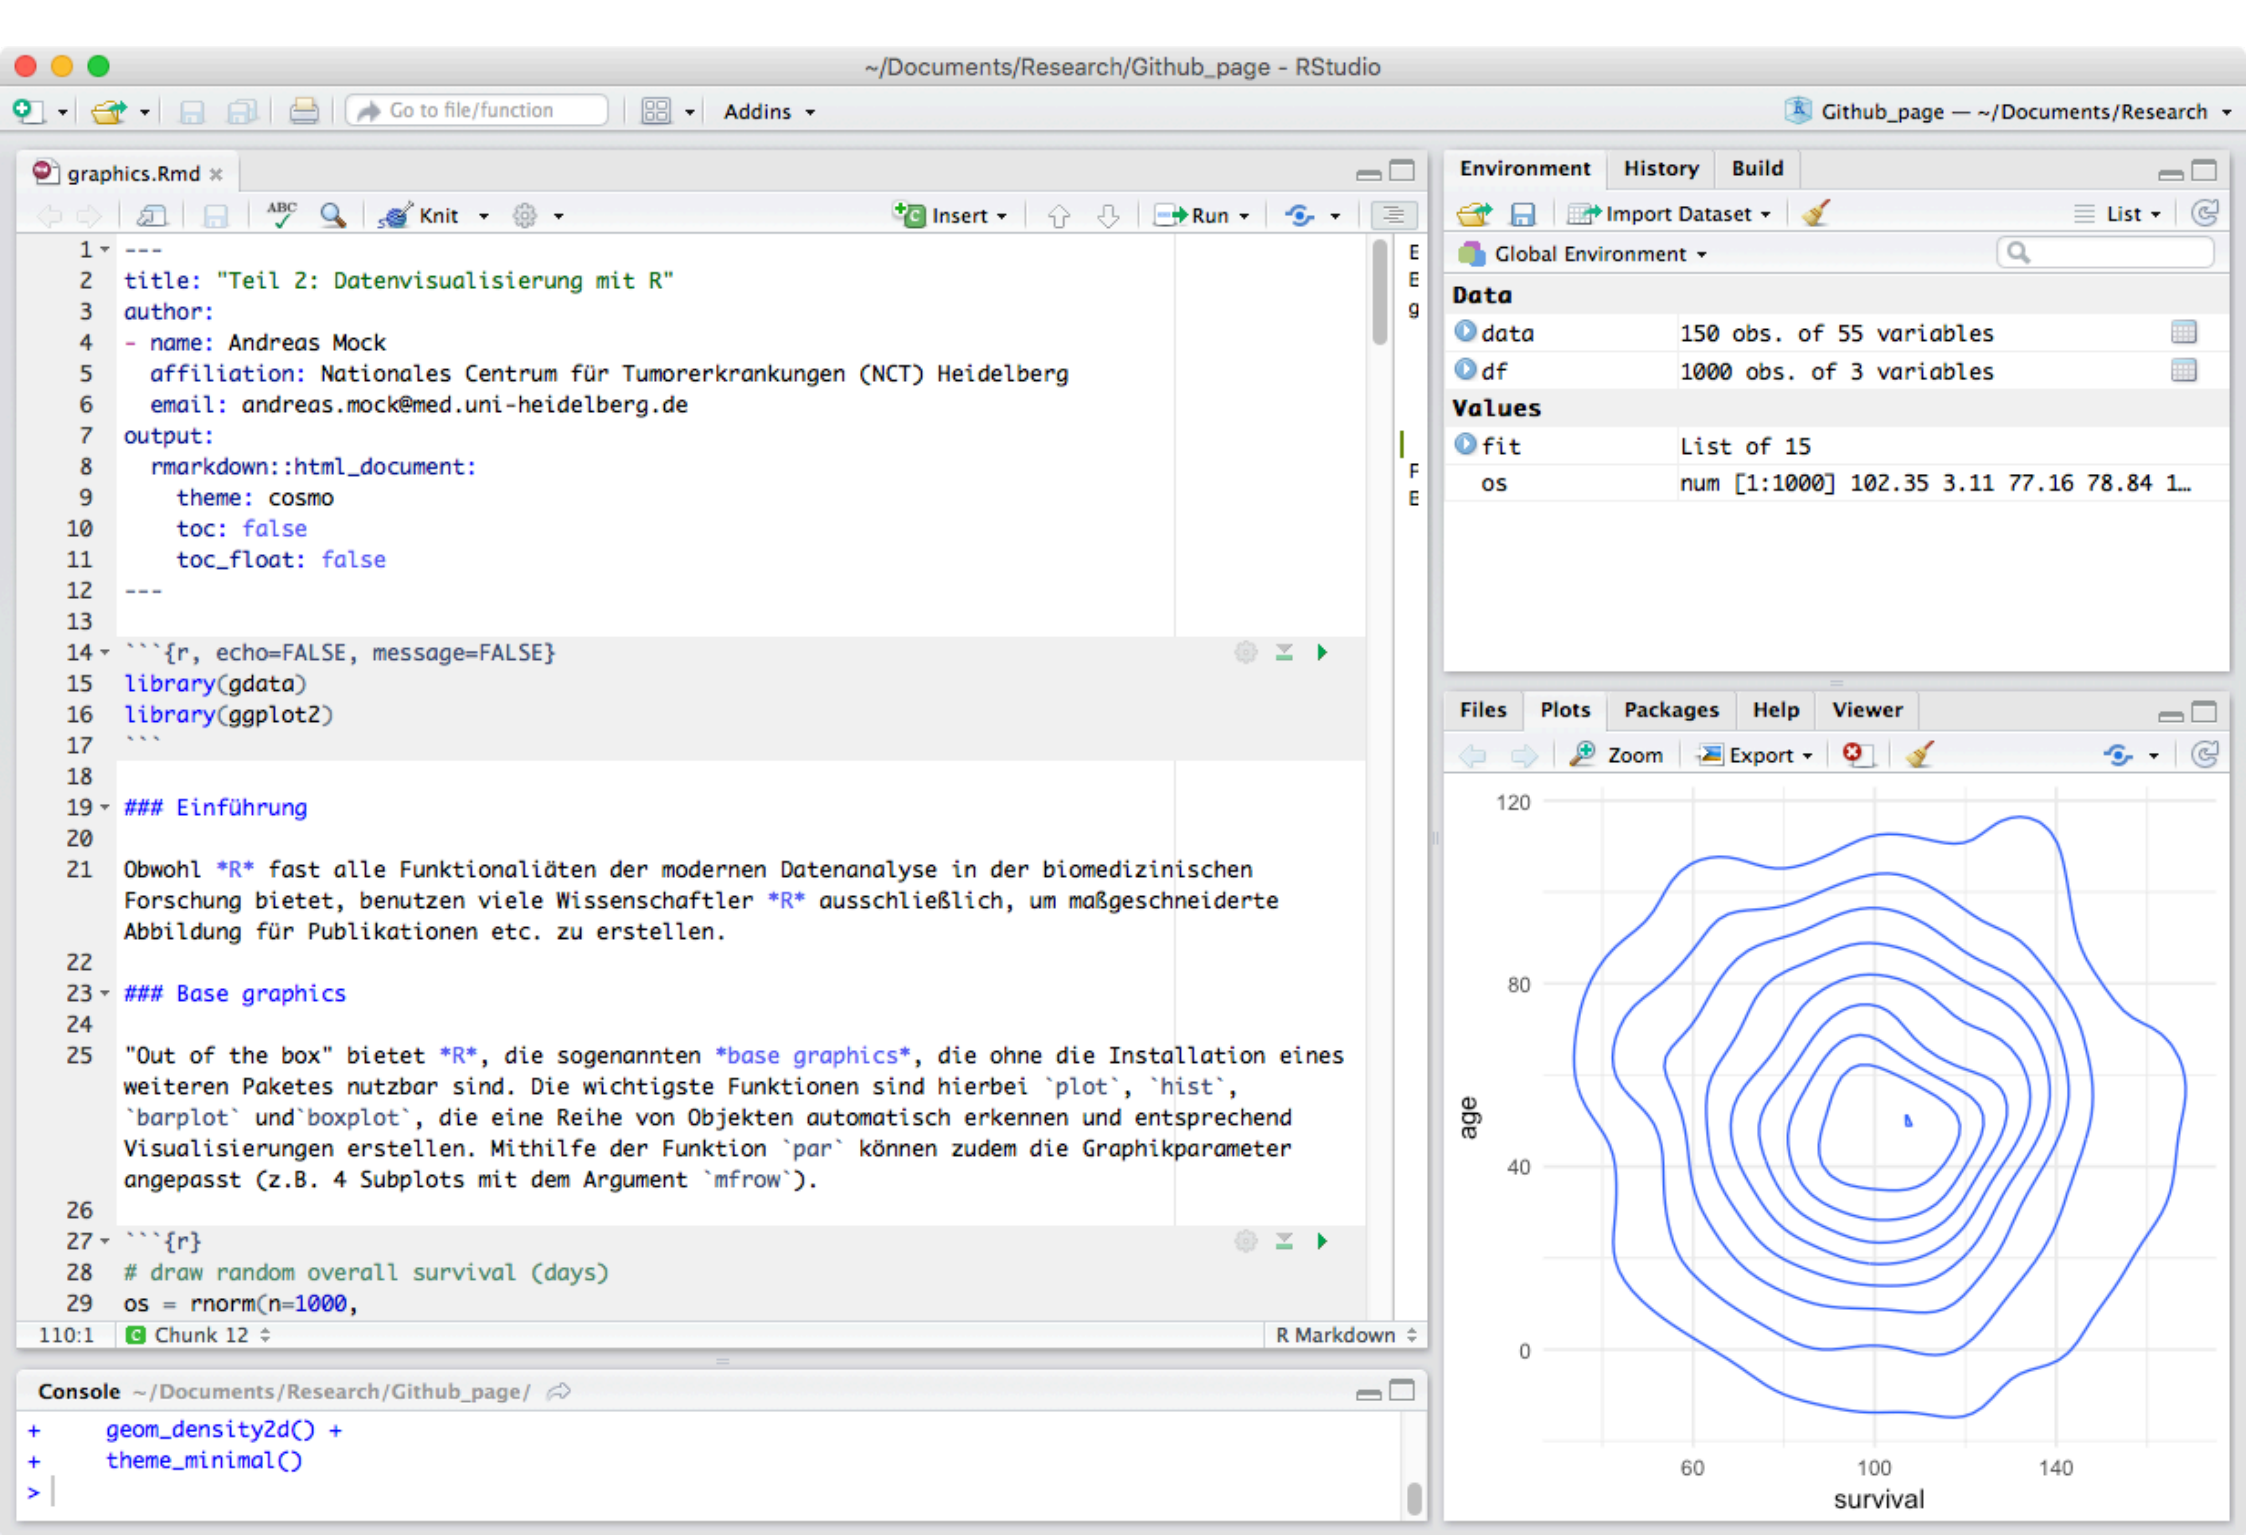 ~/Documents/Research/Github_page - RStudio
Go to file/function
Addins
Github_page — ~/Documents/Research
graphics.Rmd
ABC
Knit
Insert
Run
1 ---
2 title: "Teil 2: Datenvisualisierung mit R"
3 author:
4 - name: Andreas Mock
5 affiliation: Nationales Centrum für Tumorerkrankungen (NCT) Heidelberg
6 email: andreas.mock@med.uni-heidelberg.de
7 output:
8 rmarkdown::html_document:
9 theme: cosmo
10 toc: false
11 toc_float: false
12 ---
13
14 ```{r, echo=FALSE, message=FALSE}
15 library(gdata)
16 library(ggplot2)
17 ```
18
19 ### Einführung
20
21 Obwohl *R* fast alle Funktionaliäten der modernen Datenanalyse in der biomedizinischen
Forschung bietet, benutzen viele Wissenschaftler *R* ausschließlich, um maßgeschneiderte
Abbildung für Publikationen etc. zu erstellen.
22
23 ### Base graphics
24
25 "Out of the box" bietet *R*, die sogenannten *base graphics*, die ohne die Installation eines
weiteren Paketes nutzbar sind. Die wichtigste Funktionen sind hierbei `plot`, `hist`,
`barplot` und`boxplot`, die eine Reihe von Objekten automatisch erkennen und entsprechend
Visualisierungen erstellen. Mithilfe der Funktion `par` können zudem die Graphikparameter
angepasst (z.B. 4 Subplots mit dem Argument `mfrow`).
26
27 ```{r}
28 # draw random overall survival (days)
29 os = rnorm(n=1000,
E
E
g
F
E
110:1
C Chunk 12
R Markdown
Console ~/Documents/Research/Github_page/
+ geom_density2d() +
+ theme_minimal()
>
Environment
History
Build
Import Dataset
List
Global Environment
Data
data 150 obs. of 55 variables
df 1000 obs. of 3 variables
Values
fit List of 15
os num [1:1000] 102.35 3.11 77.16 78.84 1…
Files
Plots
Packages
Help
Viewer
Zoom
Export
120
80
40
0
age
60
100
140
survival